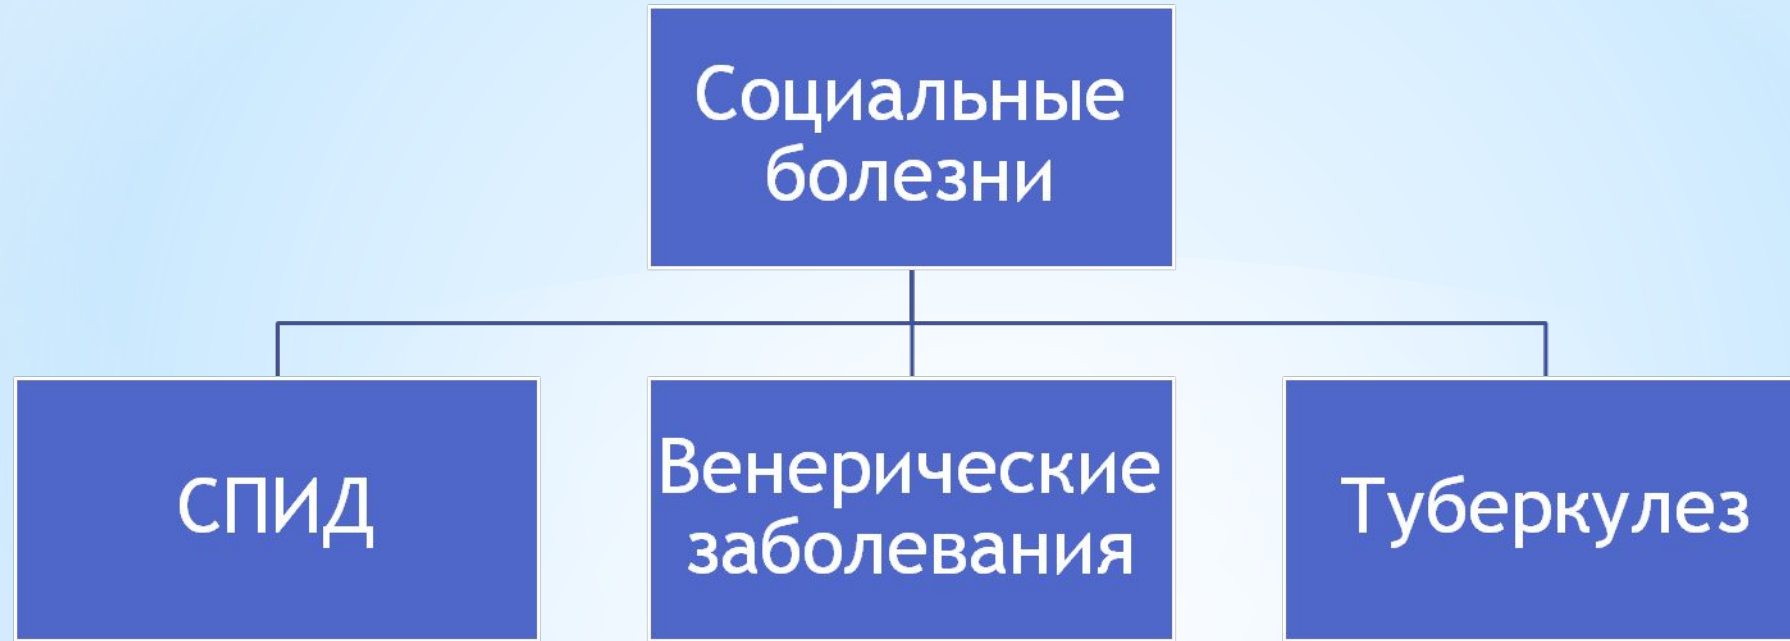 Социальные
болезни
СПИД
Венерические
заболевания
Туберкулез